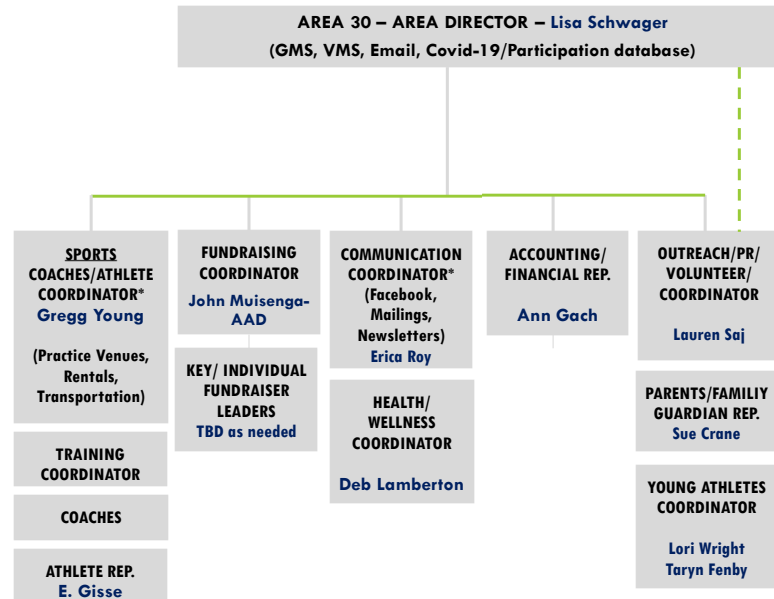 AREA 30 – AREA DIRECTOR – Lisa Schwager
(GMS, VMS, Email, Covid-19/Participation database)
SPORTS
COACHES/ATHLETE
COORDINATOR*
Gregg Young
(Practice Venues,
Rentals,
Transportation)
TRAINING
COORDINATOR
COACHES
ATHLETE REP.
E. Gisse
FUNDRAISING
COORDINATOR
John Muisenga-
AAD
KEY/ INDIVIDUAL
FUNDRAISER
LEADERS
TBD as needed
COMMUNICATION
COORDINATOR*
(Facebook,
Mailings,
Newsletters)
Erica Roy
HEALTH/
WELLNESS
COORDINATOR
Deb Lamberton
ACCOUNTING/
FINANCIAL REP.
Ann Gach
OUTREACH/PR/
VOLUNTEER/
COORDINATOR
Lauren Saj
PARENTS/FAMILIY
GUARDIAN REP.
Sue Crane
YOUNG ATHLETES
COORDINATOR
Lori Wright
Taryn Fenby